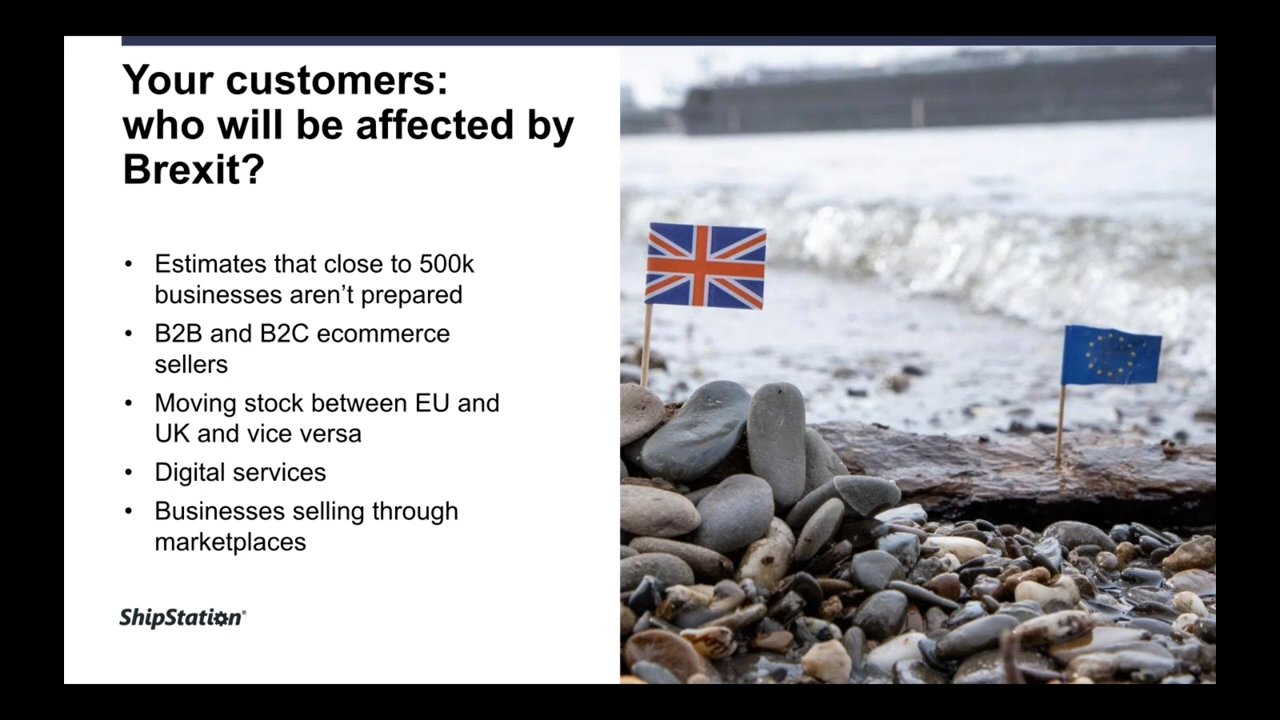 Your customers:
who will be affected by
Brexit?
• Estimates that close to 500k
businesses aren’t prepared
• B2B and B2C ecommerce
sellers
• Moving stock between EU and
UK and vice versa
• Digital services
• Businesses selling through
marketplaces
ShipStation®